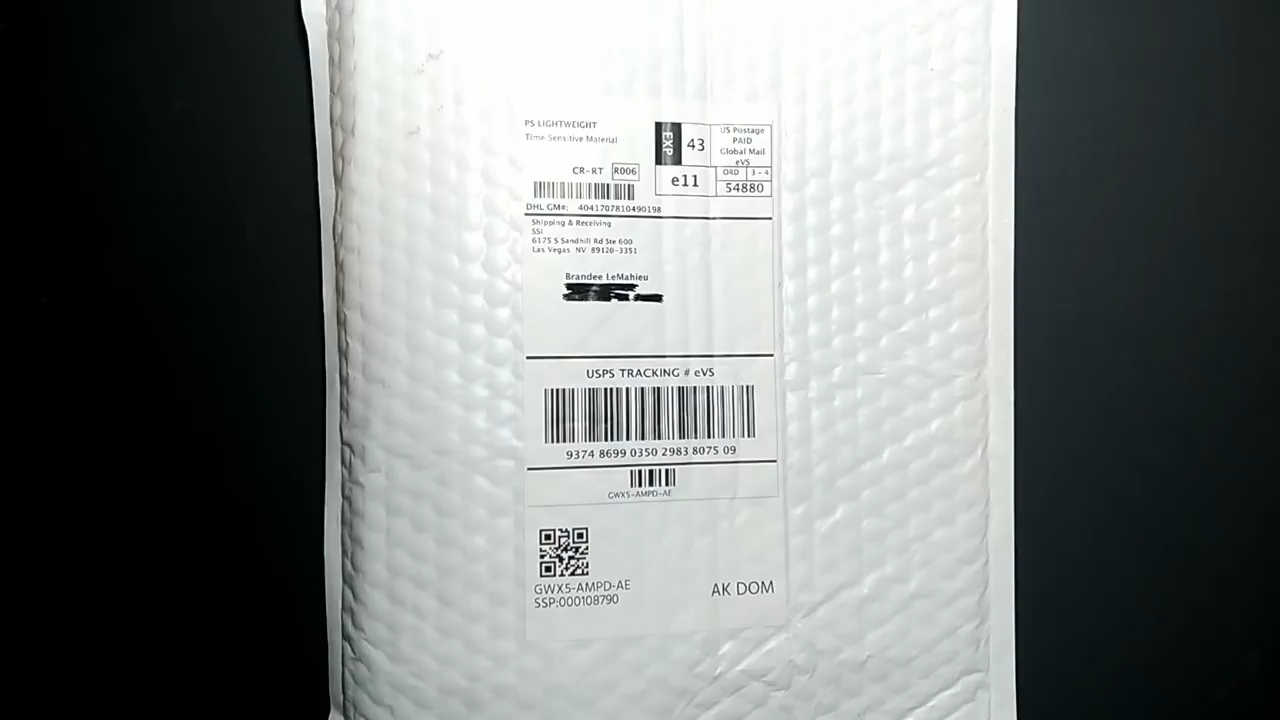 PS LIGHTWEIGHT
Time Sensitive Material
EXP
43
US Postage
PAID
Global Mail
eVS
CR-RT R006
e11
ORD 3-4
54880
DHL GM#: 4041707810490198
Shipping & Receiving
SSI
6175 S Sandhill Rd Ste 600
Las Vegas NV 89120-3351
Brandee LeMahieu
USPS TRACKING # eVS
9374 8699 0350 2983 8075 09
GWX5-AMPD-AE
GWX5-AMPD-AE
SSP:000108790
AK DOM